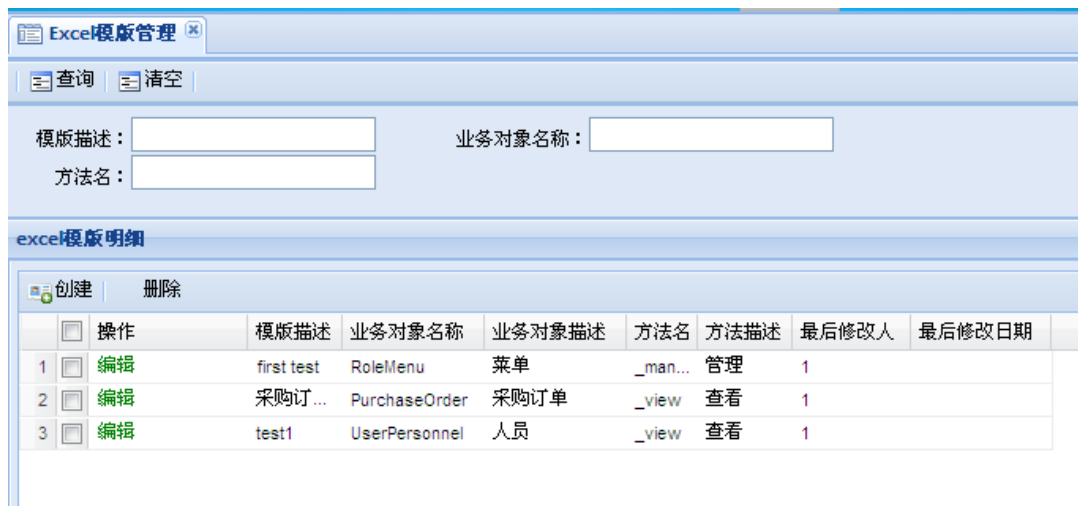 Excel模版管理
查询 清空
模版描述： 业务对象名称：
方法名：
excel模版明细
创建 删除
操作 模版描述 业务对象名称 业务对象描述 方法名 方法描述 最后修改人 最后修改日期
1 编辑 first test RoleMenu 菜单 _man... 管理 1
2 编辑 采购订... PurchaseOrder 采购订单 _view 查看 1
3 编辑 test1 UserPersonnel 人员 _view 查看 1